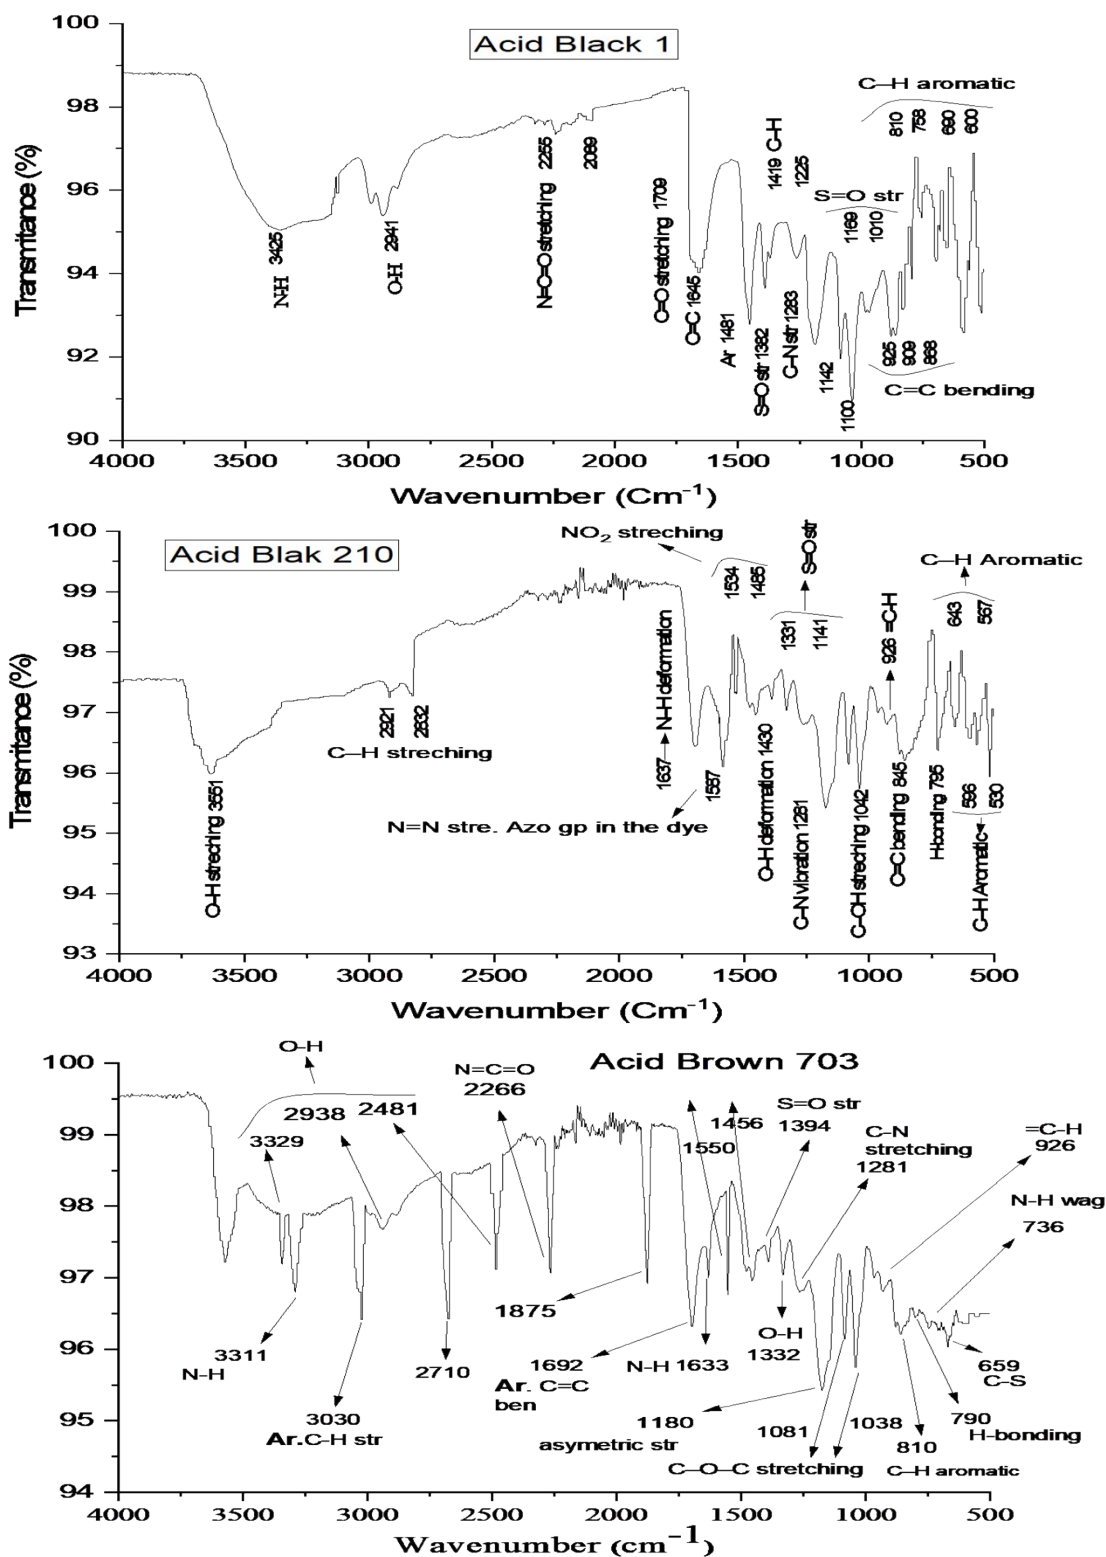 100
Acid Black 1
98
96
94
92
90
Transmittance (%)
N-H 3425
O-H 2941
N=C=O stretching 2255
2089
C=O stretching 1709
C=C 1645
Ar 1481
1419 C-H
S=O str 1382
C-N str 1283
1225
1142
1100
S=O str
1169
1010
C-H aromatic
810
758
690
600
925
909
868
C=C bending
4000
3500
3000
2500
2000
1500
1000
500
Wavenumber (Cm⁻¹)
100
Acid Blak 210
99
98
97
96
95
94
93
Transmittance (%)
O-H streching 3551
2921
2832
C-H streching
NO₂ streching
1534
1485
1637 N-H deformation
1587
N=N stre. Azo gp in the dye
O-H deformation 1430
S=O str
1331
1141
C-N vibration 1281
C-OH streching 1042
926 =C-H
C=C bending 845
H-bonding 795
C-H Aromatic
643
567
596
530
C-H Aromatic
4000
3500
3000
2500
2000
1500
1000
500
Wavenumber (Cm⁻¹)
100
Acid Brown 703
99
98
97
96
95
94
O-H
3329
2938
2481
N=C=O
2266
1550
1456
S=O str
1394
C-N
stretching
1281
=C-H
926
N-H wag
736
3311
N-H
3030
Ar.C-H str
2710
1875
1692
Ar. C=C
ben
N-H 1633
O-H
1332
1180
asymetric str
1081
1038
C-O-C stretching
810
C-H aromatic
790
H-bonding
659
C-S
4000
3500
3000
2500
2000
1500
1000
500
Wavenumber (cm⁻¹)